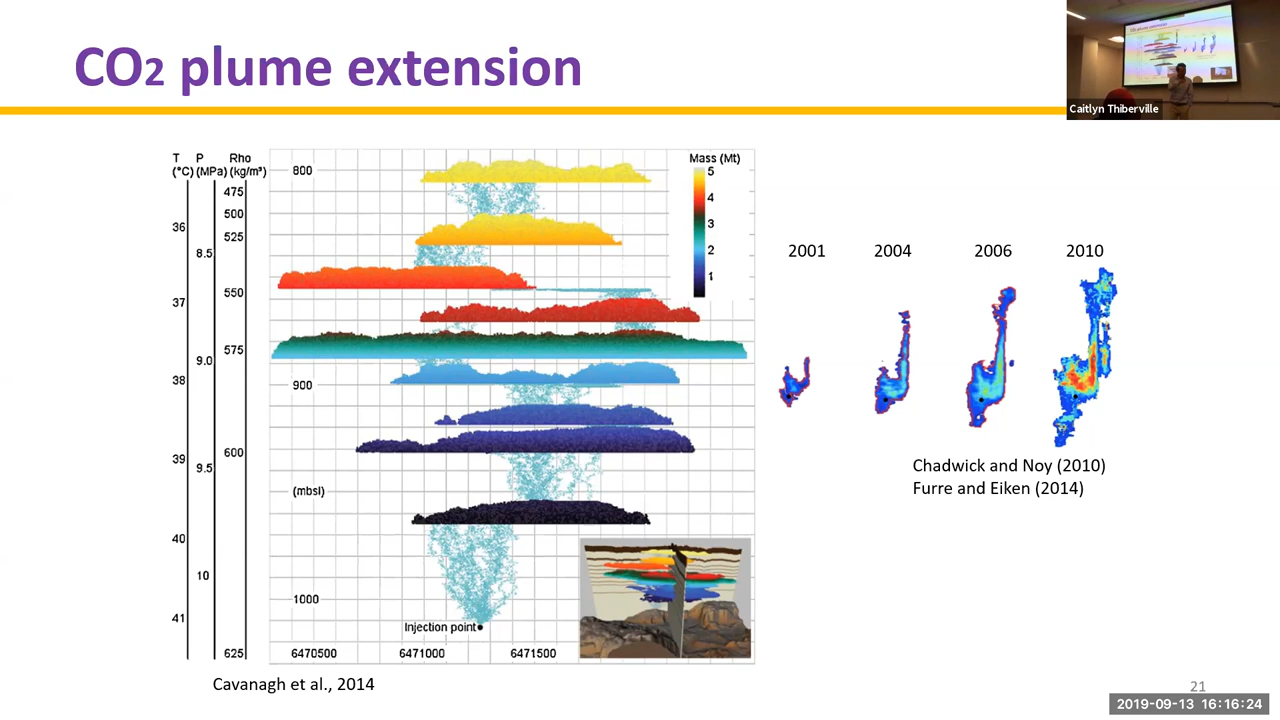 CO2 plume extension
Caitlyn Thiberville
T P Rho
(°C) (MPa) (kg/m³)
475
500
36
525
8.5
550
37
575
9.0
38
600
39
9.5
40
10
41
625
800
900
(mbsl)
1000
Injection point
6470500 6471000 6471500
Mass (Mt)
5
4
3
2
1
Cavanagh et al., 2014
2001 2004 2006 2010
Chadwick and Noy (2010)
Furre and Eiken (2014)
21
2019-09-13 16:16:24